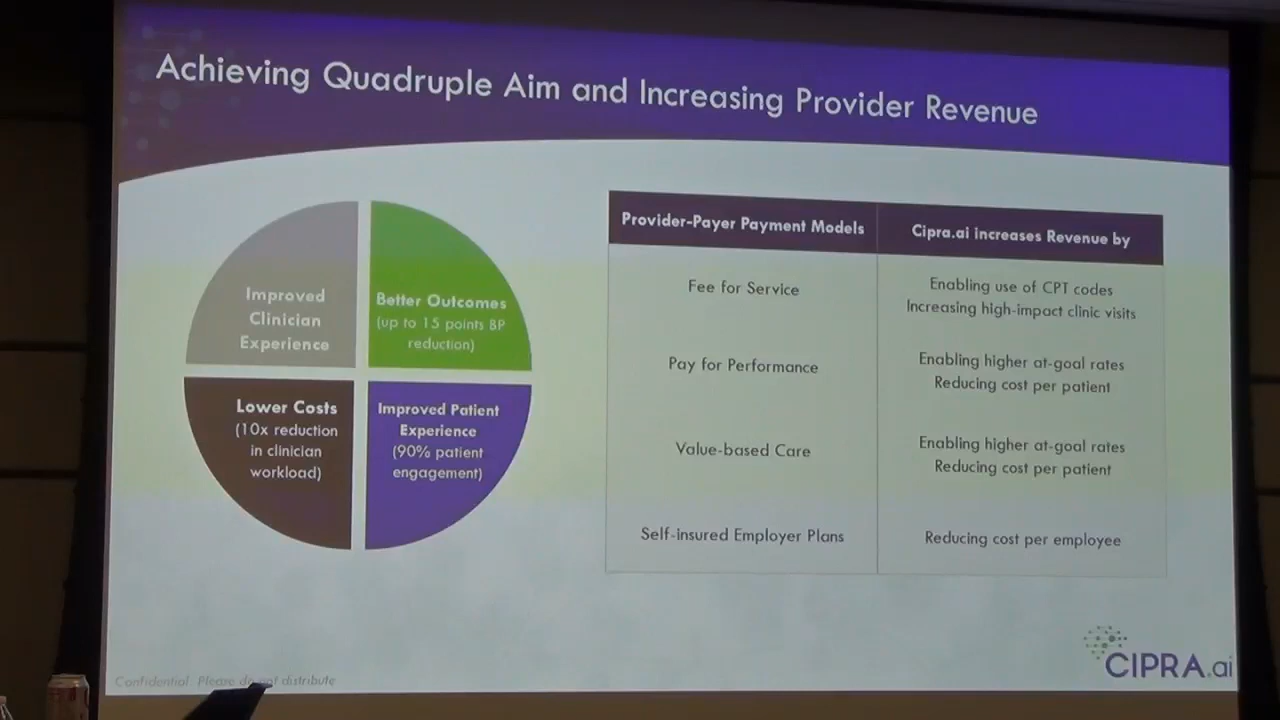 Achieving Quadruple Aim and Increasing Provider Revenue
Improved
Clinician
Experience
Better Outcomes
(up to 15 points BP
reduction)
Lower Costs
(10x reduction
in clinician
workload)
Improved Patient
Experience
(90% patient
engagement)
Provider-Payer Payment Models
Cipra.ai increases Revenue by
Fee for Service
Enabling use of CPT codes
Increasing high-impact clinic visits
Pay for Performance
Enabling higher at-goal rates
Reducing cost per patient
Value-based Care
Enabling higher at-goal rates
Reducing cost per patient
Self-insured Employer Plans
Reducing cost per employee
Confidential. Please do not distribute
CIPRA.ai